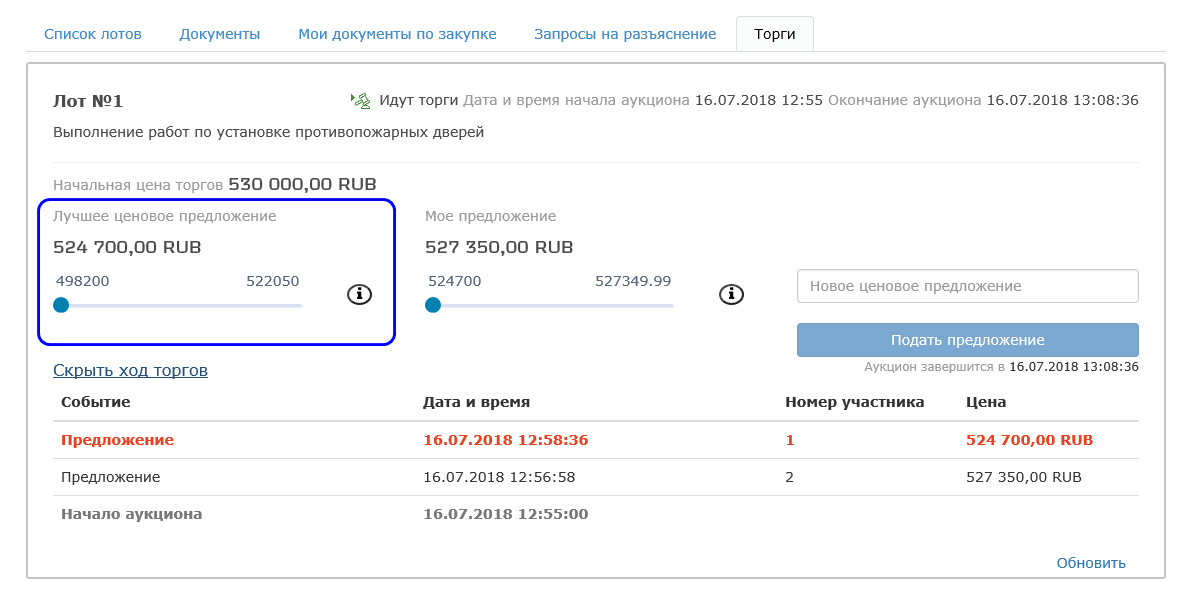 Список лотов Документы Мои документы по закупке Запросы на разъяснение Торги
Лот №1 Идут торги Дата и время начала аукциона 16.07.2018 12:55 Окончание аукциона 16.07.2018 13:08:36
Выполнение работ по установке противопожарных дверей
Начальная цена торгов 530 000,00 RUB
Лучшее ценовое предложение Мое предложение
524 700,00 RUB 527 350,00 RUB
498200 522050 524700 527349.99
Новое ценовое предложение
Подать предложение
Аукцион завершится в 16.07.2018 13:08:36
Скрыть ход торгов
Событие Дата и время Номер участника Цена
Предложение 16.07.2018 12:58:36 1 524 700,00 RUB
Предложение 16.07.2018 12:56:58 2 527 350,00 RUB
Начало аукциона 16.07.2018 12:55:00
Обновить